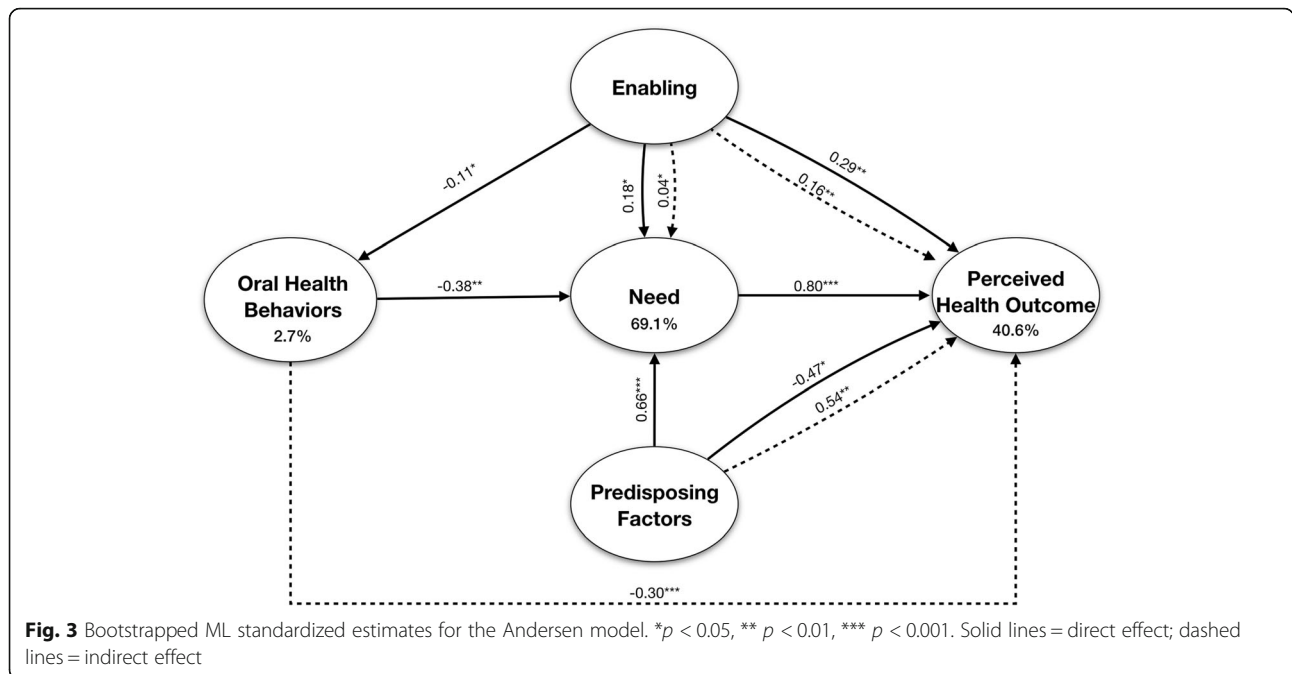 Enabling
-0.11*
0.18*
0.04*
0.29**
0.16**
Oral Health
Behaviors
2.7%
-0.38**
Need
69.1%
0.80***
Perceived
Health Outcome
40.6%
0.66***
-0.47*
0.54**
Predisposing
Factors
-0.30***
Fig. 3 Bootstrapped ML standardized estimates for the Andersen model. *p < 0.05, ** p < 0.01, *** p < 0.001. Solid lines = direct effect; dashed
lines = indirect effect